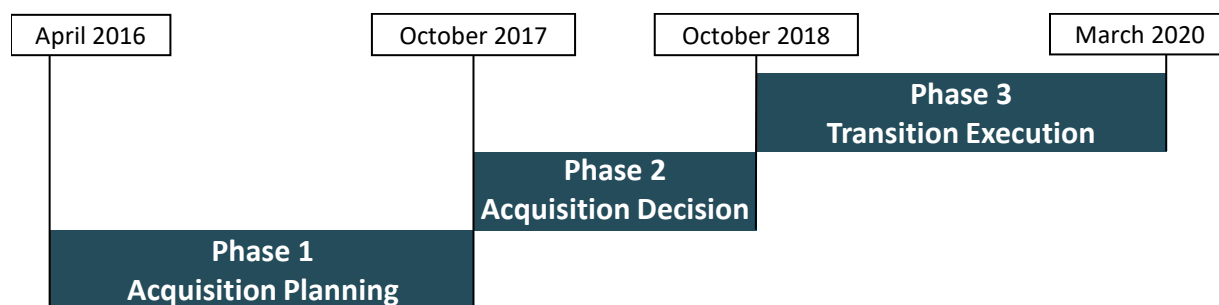 April 2016
October 2017
October 2018
March 2020
Phase 3
Transition Execution
Phase 2
Acquisition Decision
Phase 1
Acquisition Planning